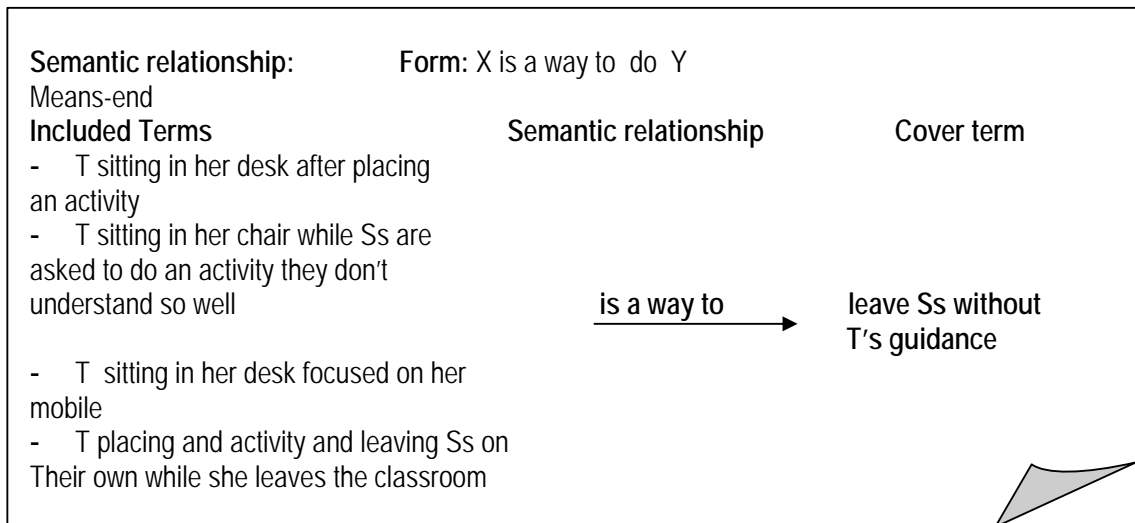 Semantic relationship: Form: X is a way to do Y
Means-end
Included Terms Semantic relationship Cover term
- T sitting in her desk after placing
an activity
- T sitting in her chair while Ss are
asked to do an activity they don't
understand so well is a way to leave Ss without
T's guidance
- T sitting in her desk focused on her
mobile
- T placing and activity and leaving Ss on
Their own while she leaves the classroom